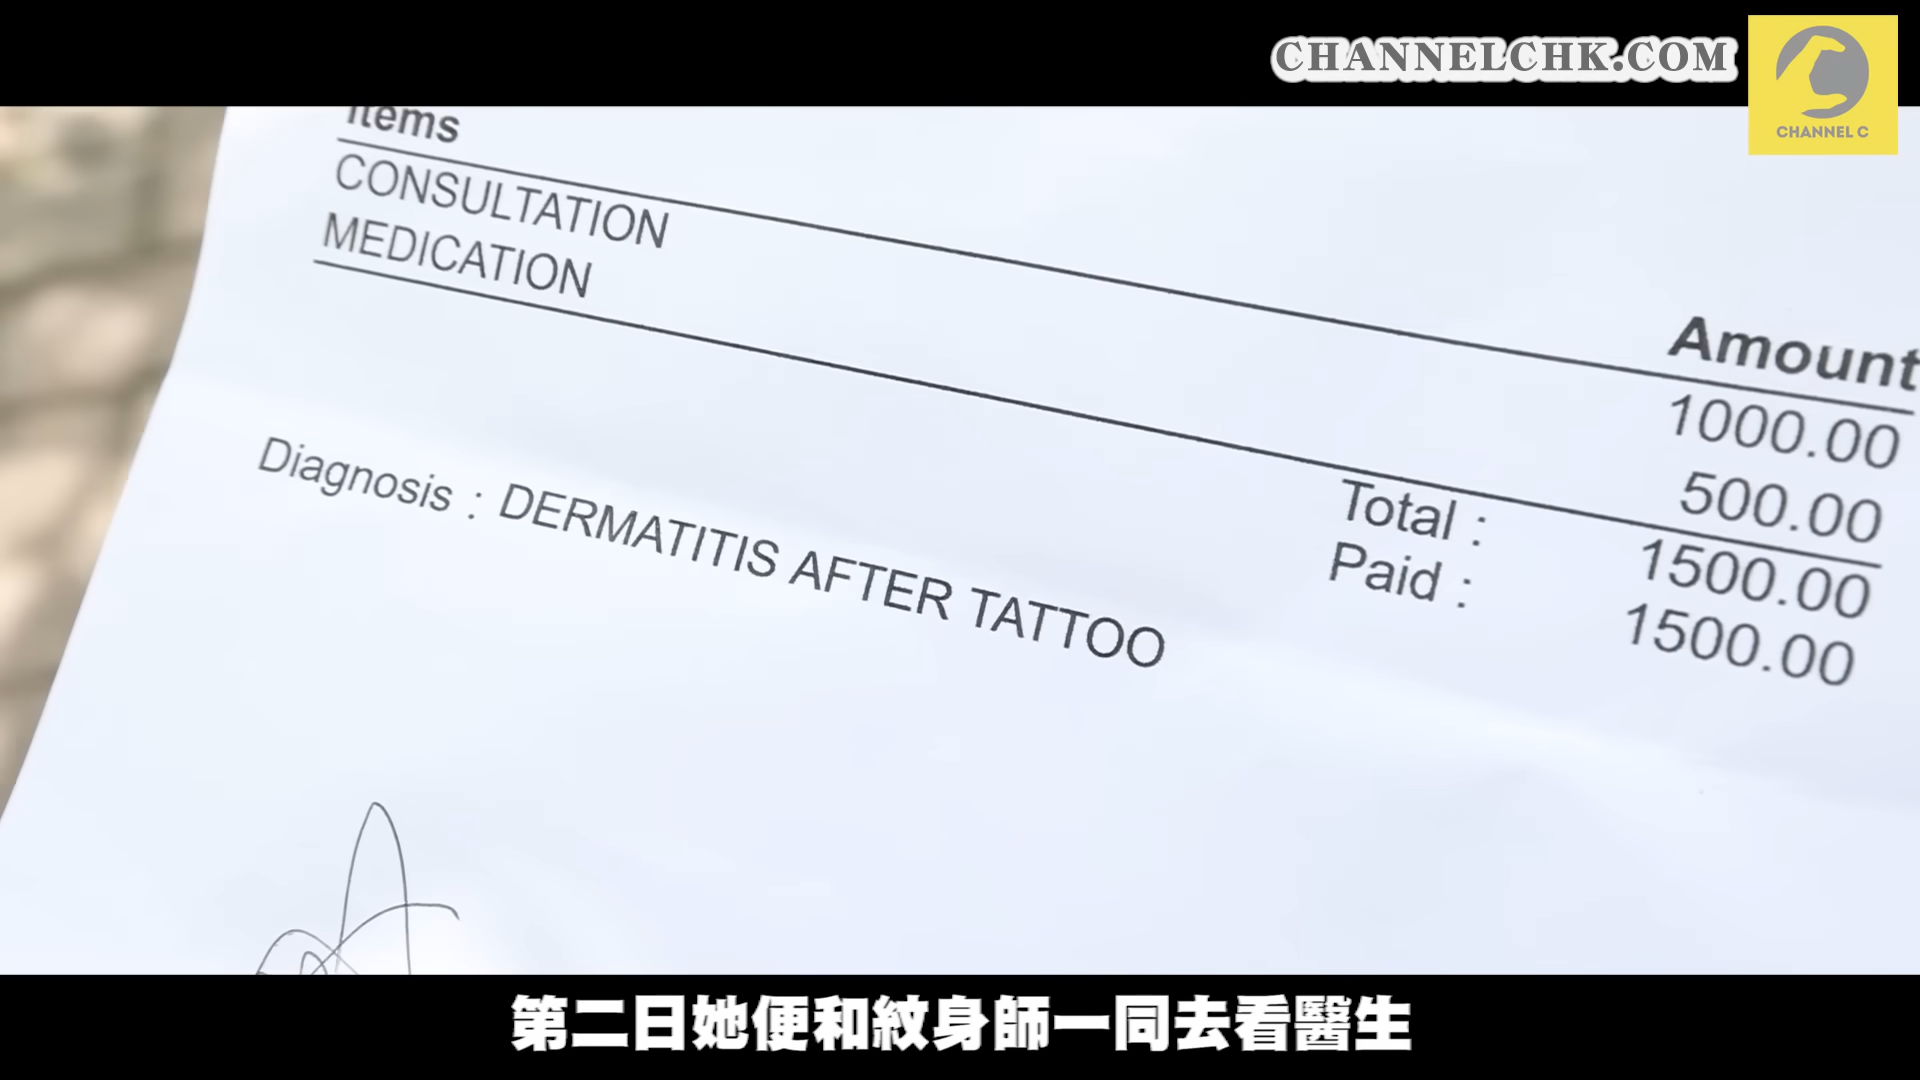 CHANNELCHK.COM
CHANNEL C
Items
Amount
CONSULTATION
1000.00
MEDICATION
500.00
Total : 1500.00
Paid : 1500.00
Diagnosis : DERMATITIS AFTER TATTOO
第二日她便和紋身師一同去看醫生